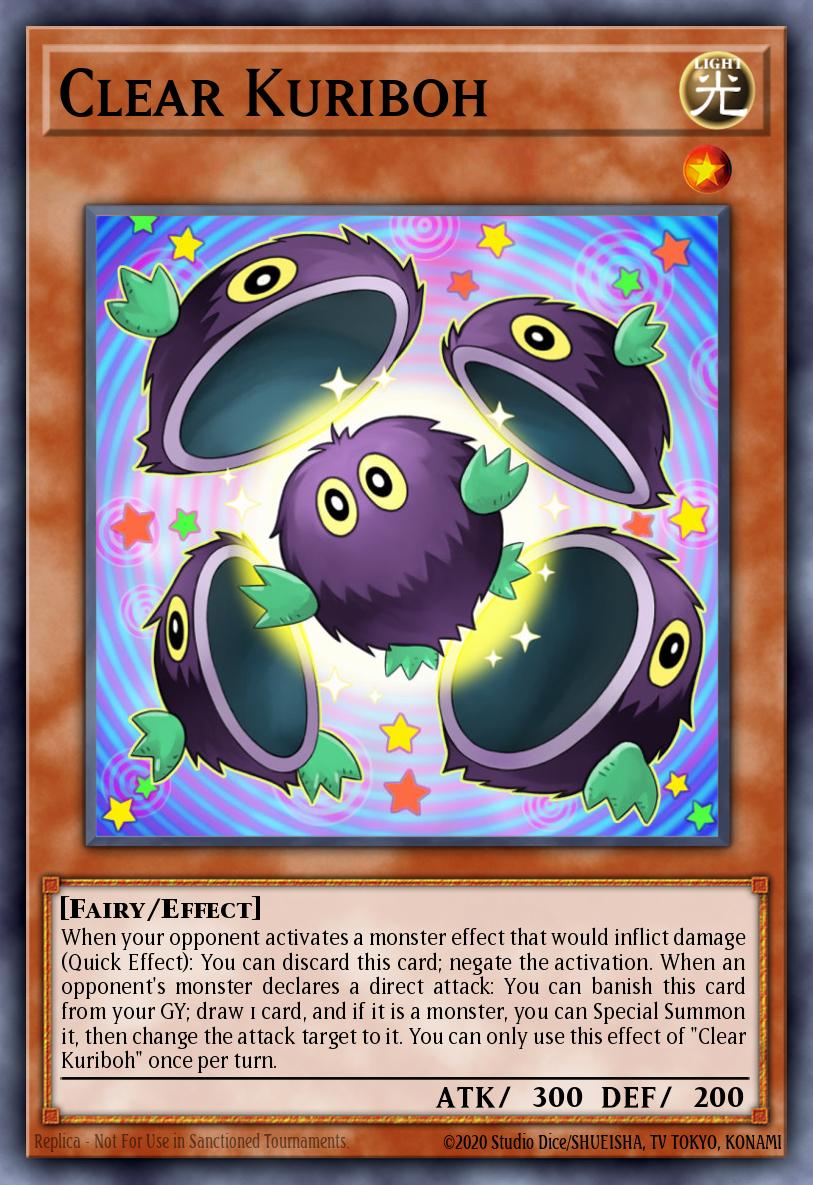 Clear Kuriboh
LIGHT
光
[Fairy/Effect]
When your opponent activates a monster effect that would inflict damage
(Quick Effect): You can discard this card; negate the activation. When an
opponent's monster declares a direct attack: You can banish this card
from your GY; draw 1 card, and if it is a monster, you can Special Summon
it, then change the attack target to it. You can only use this effect of "Clear
Kuriboh" once per turn.
ATK/ 300 DEF/ 200
Replica - Not For Use in Sanctioned Tournaments.
©2020 Studio Dice/SHUEISHA, TV TOKYO, KONAMI